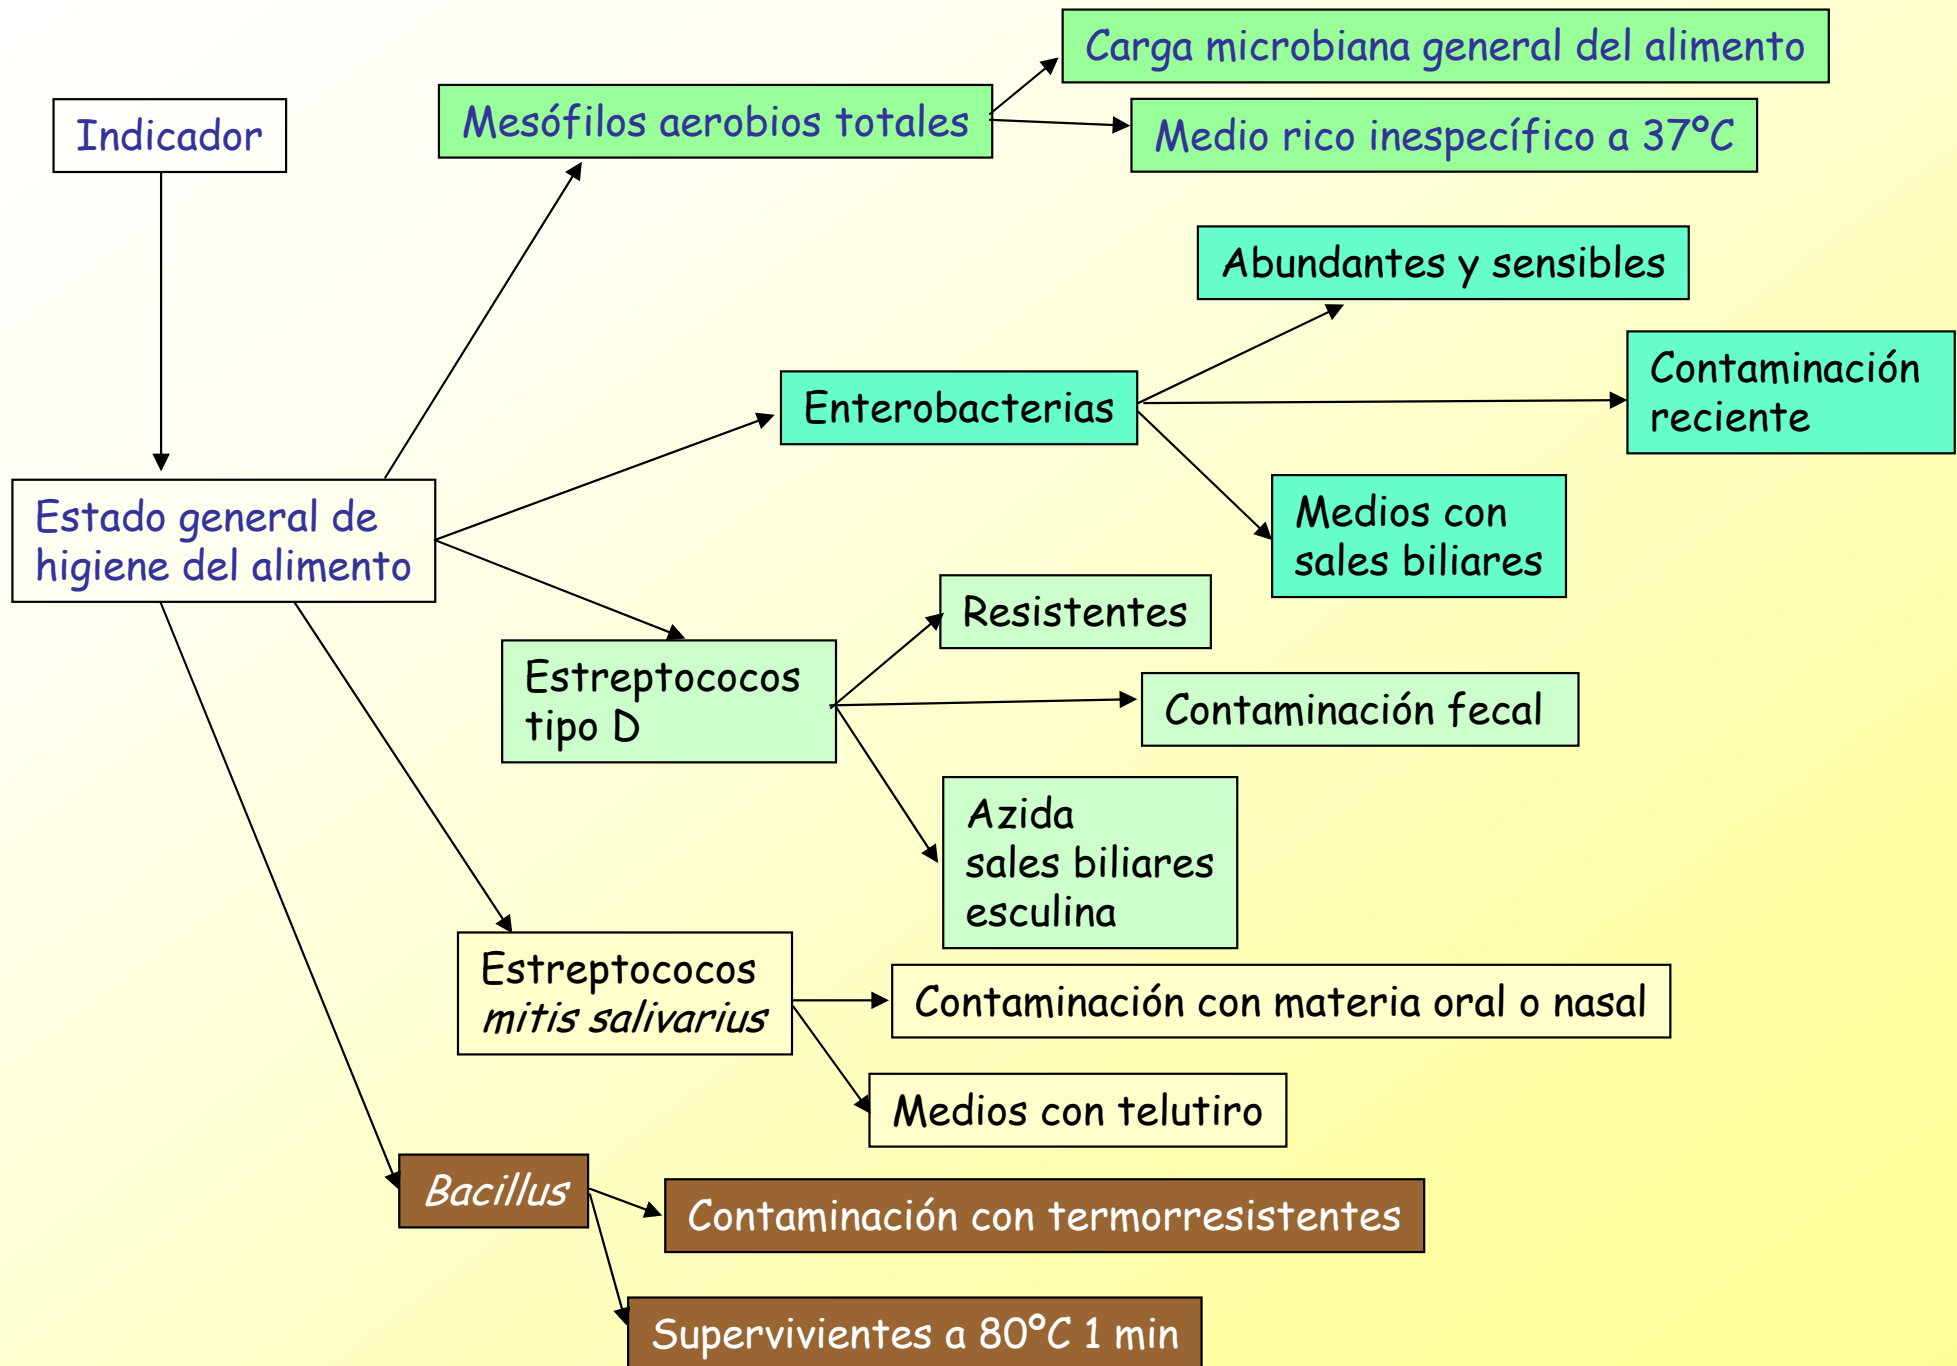 Carga microbiana general del alimento
Indicador
Mesófilos aerobios totales
Medio rico inespecífico a 37ºC
Abundantes y sensibles
Contaminación
reciente
Enterobacterias
Estado general de
higiene del alimento
Medios con
sales biliares
Resistentes
Estreptococos
tipo D
Contaminación fecal
Azida
sales biliares
esculina
Estreptococos
mitis salivarius
Contaminación con materia oral o nasal
Medios con telutiro
Bacillus
Contaminación con termorresistentes
Supervivientes a 80ºC 1 min